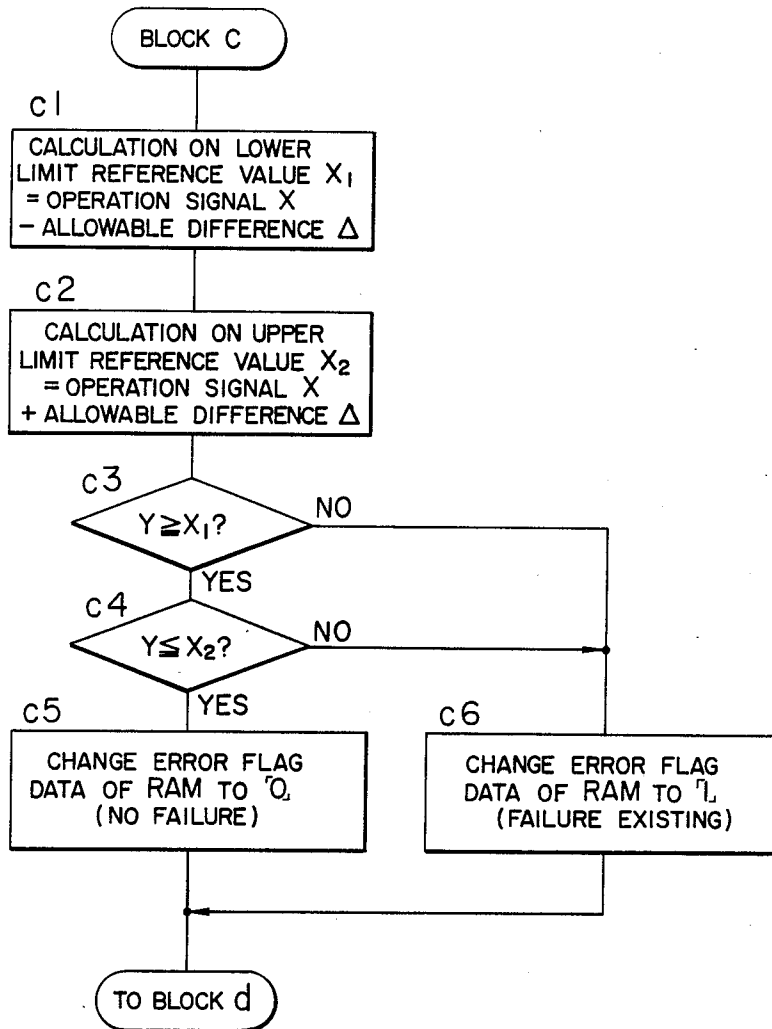 BLOCK C
c1
CALCULATION ON LOWER
LIMIT REFERENCE VALUE X₁
= OPERATION SIGNAL X
− ALLOWABLE DIFFERENCE Δ
c2
CALCULATION ON UPPER
LIMIT REFERENCE VALUE X₂
= OPERATION SIGNAL X
+ ALLOWABLE DIFFERENCE Δ
c3
Y ≧ X₁?
NO
YES
c4
Y ≦ X₂?
NO
YES
c5
CHANGE ERROR FLAG
DATA OF RAM TO「0」
(NO FAILURE)
c6
CHANGE ERROR FLAG
DATA OF RAM TO「1」
(FAILURE EXISTING)
TO BLOCK d